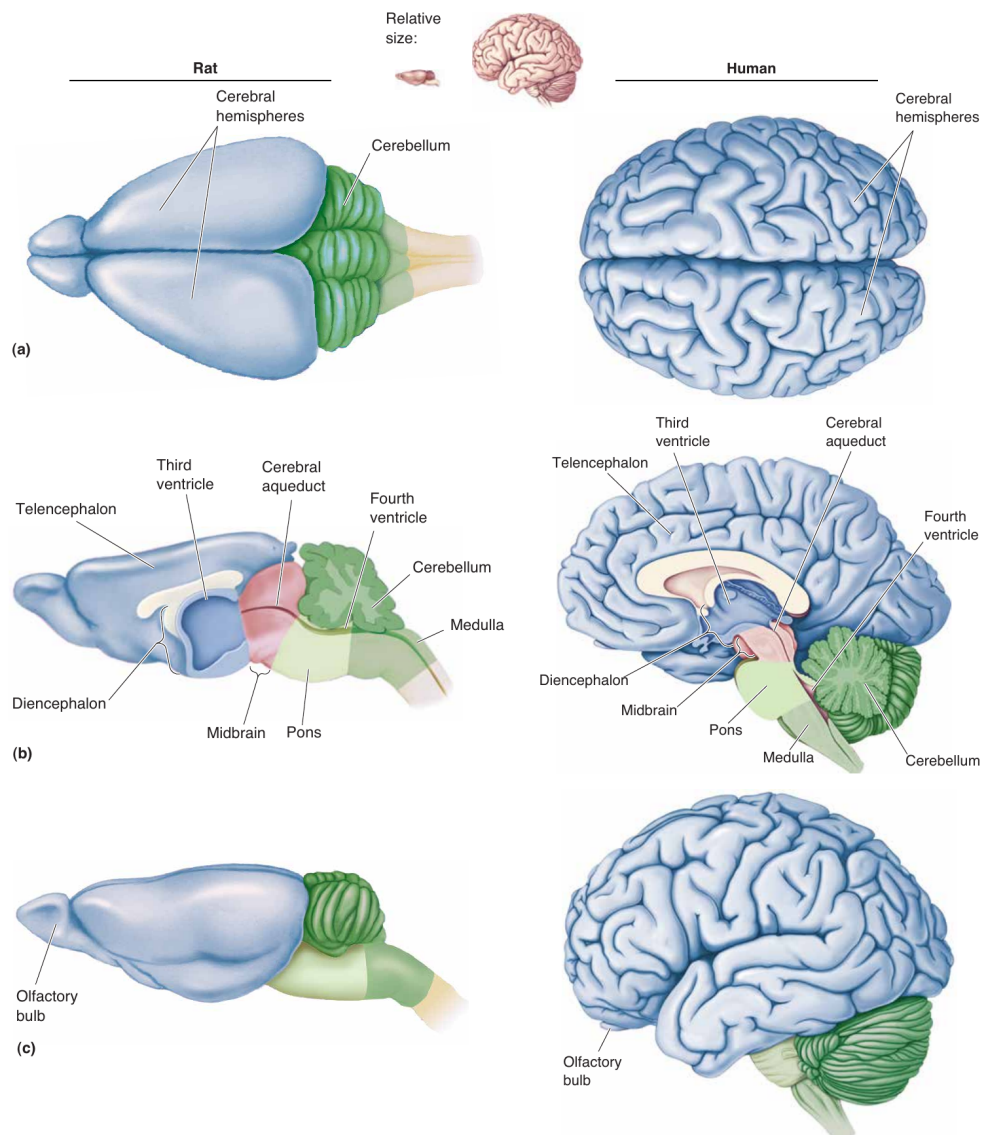 Relative
size:
Rat
Human
Cerebral
hemispheres
Cerebellum
Cerebral
hemispheres
(a)
Third
ventricle
Cerebral
aqueduct
Telencephalon
Fourth
ventricle
Cerebellum
Medulla
Diencephalon
Midbrain
Pons
(b)
Third
ventricle
Cerebral
aqueduct
Telencephalon
Fourth
ventricle
Diencephalon
Midbrain
Pons
Medulla
Cerebellum
Olfactory
bulb
(c)
Olfactory
bulb